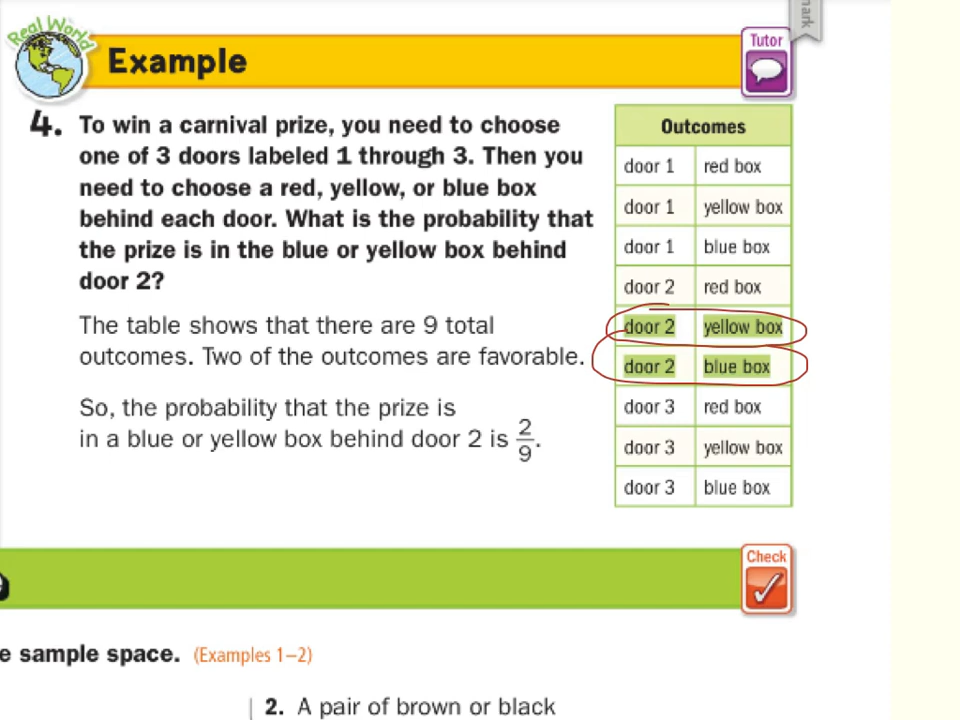 mark
Real World
Example
Tutor
4. To win a carnival prize, you need to choose
one of 3 doors labeled 1 through 3. Then you
need to choose a red, yellow, or blue box
behind each door. What is the probability that
the prize is in the blue or yellow box behind
door 2?
The table shows that there are 9 total
outcomes. Two of the outcomes are favorable.
So, the probability that the prize is
in a blue or yellow box behind door 2 is 2/9.
Outcomes
door 1 red box
door 1 yellow box
door 1 blue box
door 2 red box
door 2 yellow box
door 2 blue box
door 3 red box
door 3 yellow box
door 3 blue box
Check
e sample space. (Examples 1–2)
2. A pair of brown or black